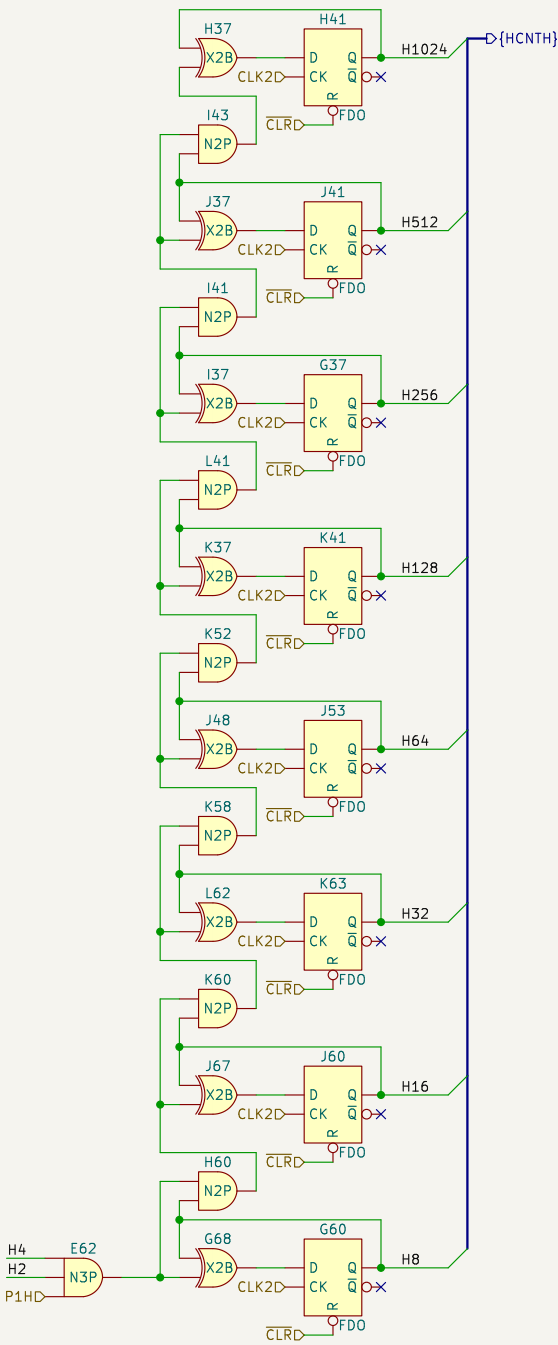 H37
H41
X2B
D
Q
H1024
{HCNTH}
CLK2
CK
Q
R
CLR
FDO
I43
N2P
J37
J41
X2B
D
Q
H512
CLK2
CK
Q
R
CLR
FDO
I41
N2P
I37
G37
X2B
D
Q
H256
CLK2
CK
Q
R
CLR
FDO
L41
N2P
K37
K41
X2B
D
Q
H128
CLK2
CK
Q
R
CLR
FDO
K52
N2P
J48
J53
X2B
D
Q
H64
CLK2
CK
Q
R
CLR
FDO
K58
N2P
L62
K63
X2B
D
Q
H32
CLK2
CK
Q
R
CLR
FDO
K60
N2P
J67
J60
X2B
D
Q
H16
CLK2
CK
Q
R
CLR
FDO
H60
N2P
G68
G60
X2B
D
Q
H8
CLK2
CK
Q
R
CLR
FDO
E62
H4
H2
N3P
P1H